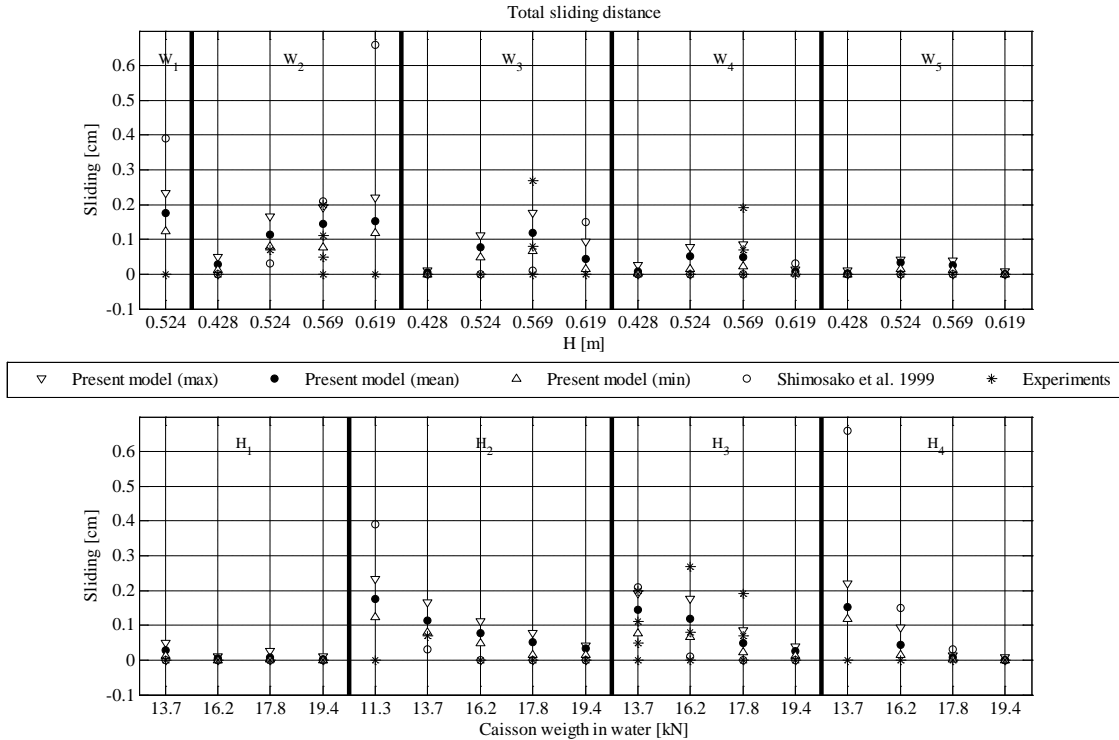 Total sliding distance
W1 W2 W3 W4 W5
0.6
0.5
0.4
0.3
0.2
0.1
0
-0.1
Sliding [cm]
0.524 0.428 0.524 0.569 0.619 0.428 0.524 0.569 0.619 0.428 0.524 0.569 0.619 0.428 0.524 0.569 0.619
H [m]
Present model (max) Present model (mean) Present model (min) Shimosako et al. 1999 Experiments
H1 H2 H3 H4
0.6
0.5
0.4
0.3
0.2
0.1
0
-0.1
Sliding [cm]
13.7 16.2 17.8 19.4 11.3 13.7 16.2 17.8 19.4 13.7 16.2 17.8 19.4 13.7 16.2 17.8 19.4
Caisson weigth in water [kN]